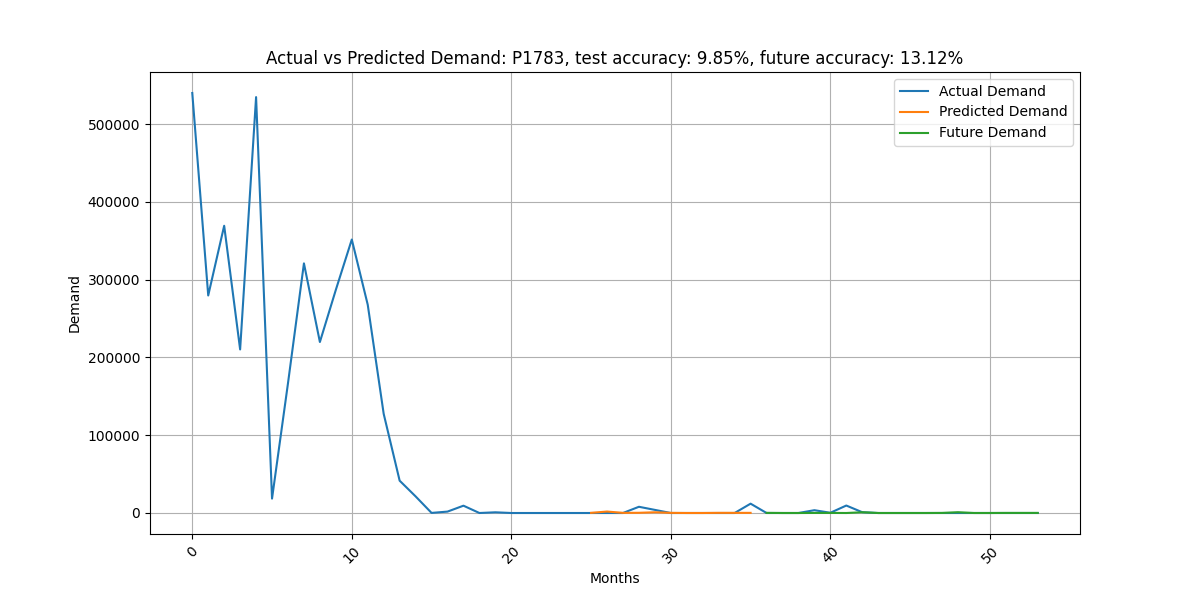 Actual vs Predicted Demand: P1783, test accuracy: 9.85%, future accuracy: 13.12%
Actual Demand
Predicted Demand
Future Demand
500000
400000
300000
200000
100000
0
Demand
0
10
20
30
40
50
Months